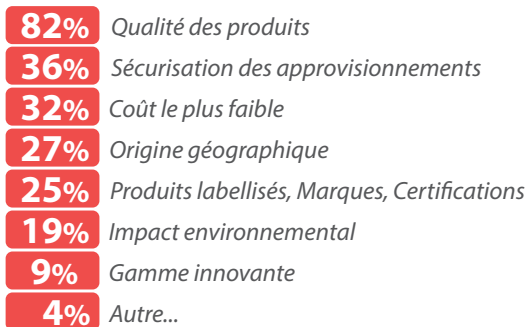 82% Qualité des produits
36% Sécurisation des approvisionnements
32% Coût le plus faible
27% Origine géographique
25% Produits labellisés, Marques, Certifications
19% Impact environnemental
9% Gamme innovante
4% Autre...